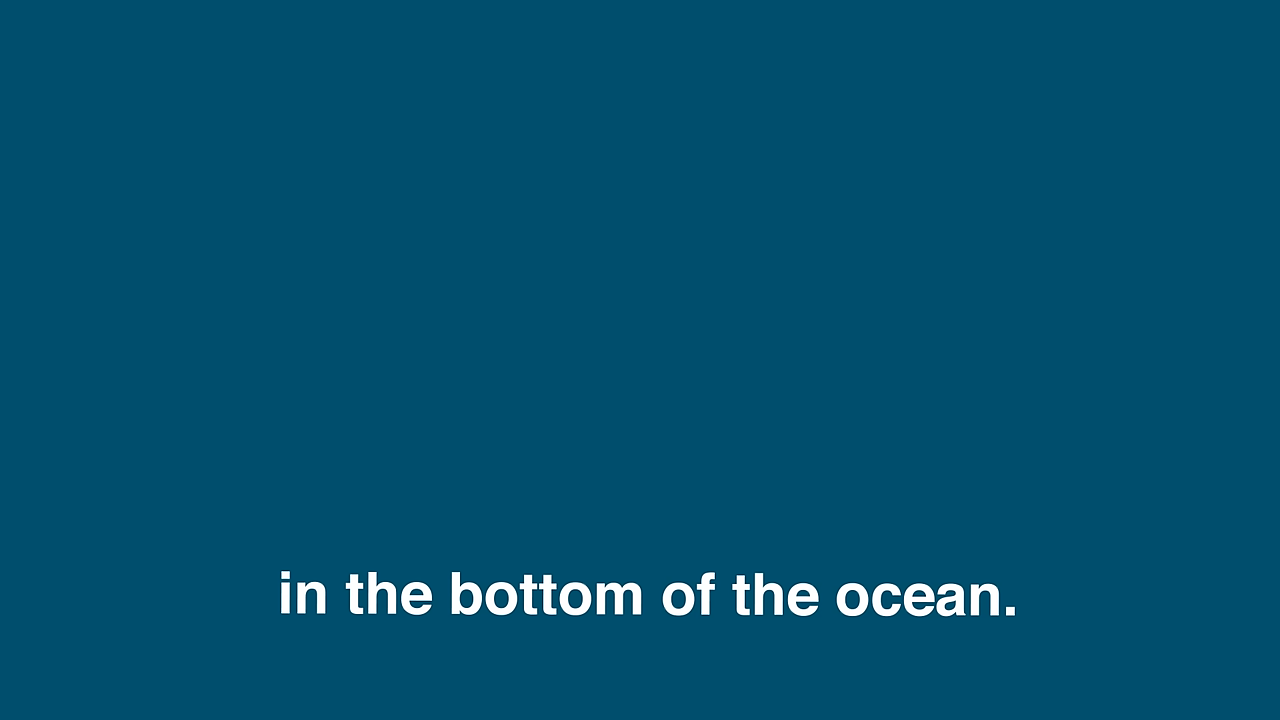 in the bottom of the ocean.